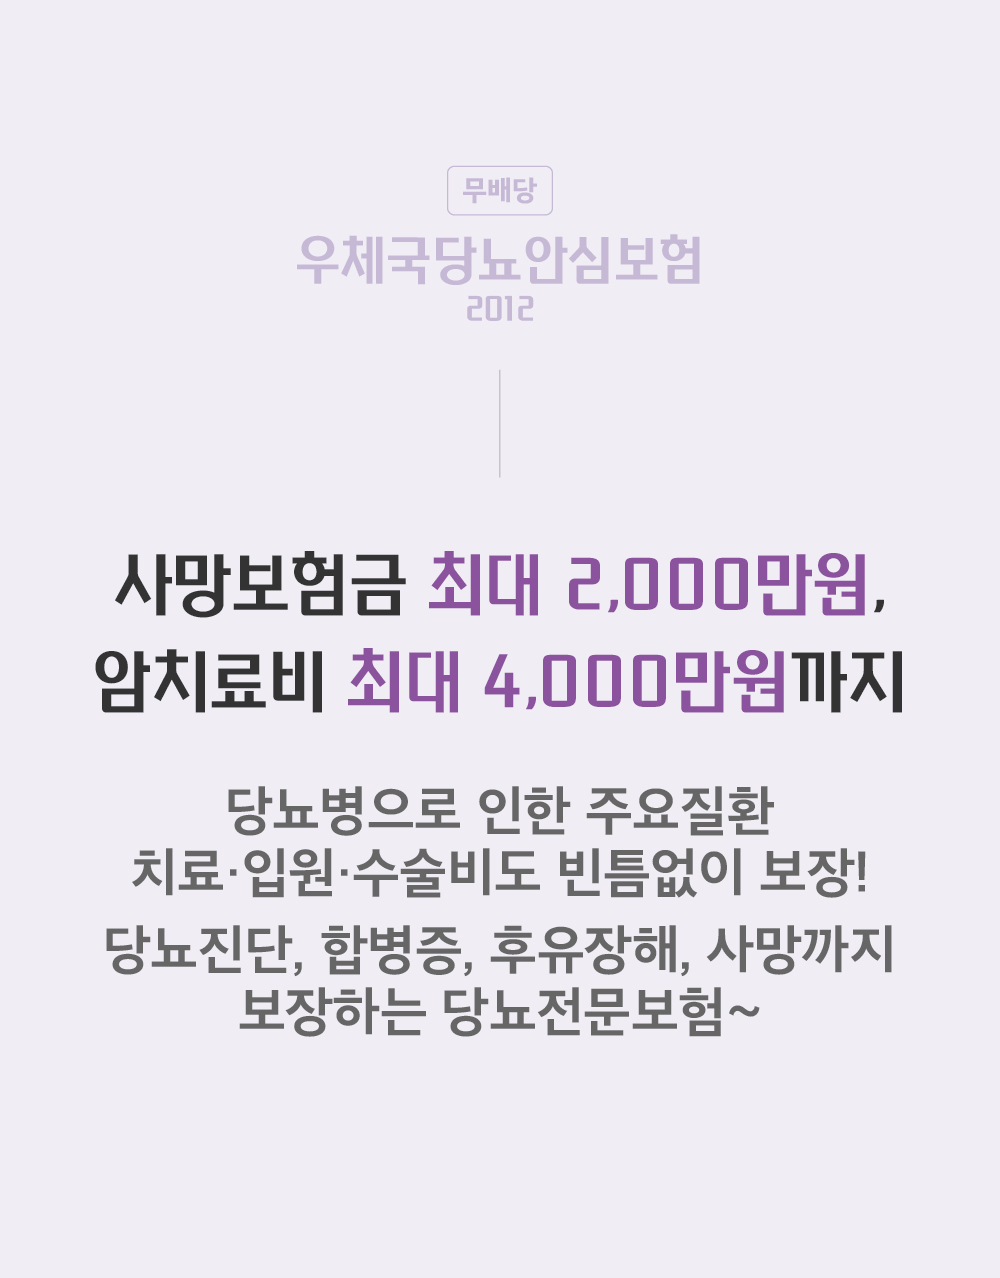 무배당
우체국당뇨안심보험
2012
사망보험금 최대 2,000만원,
암치료비 최대 4,000만원까지
당뇨병으로 인한 주요질환
치료·입원·수술비도 빈틈없이 보장!
당뇨진단, 합병증, 후유장해, 사망까지
보장하는 당뇨전문보험~